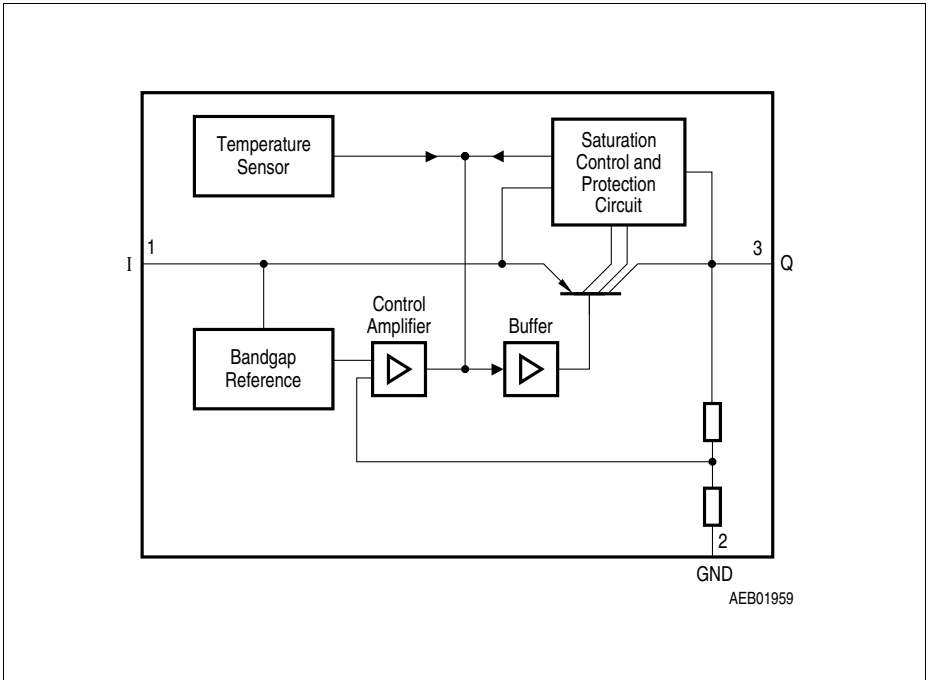 Temperature
Sensor
Saturation
Control and
Protection
Circuit
1
I
3
Q
Control
Amplifier
Buffer
Bandgap
Reference
2
GND
AEB01959